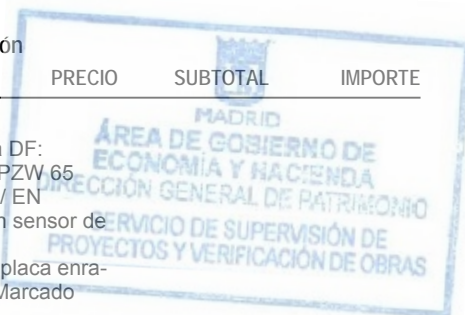 ón
PRECIO SUBTOTAL IMPORTE
DF:
PZW 65
/ EN
n sensor de
placa enra-
Marcado
MADRID
ÁREA DE GOBIERNO DE
ECONOMÍA Y HACIENDA
DIRECCIÓN GENERAL DE PATRIMONIO
SERVICIO DE SUPERVISIÓN DE
PROYECTOS Y VERIFICACIÓN DE OBRAS